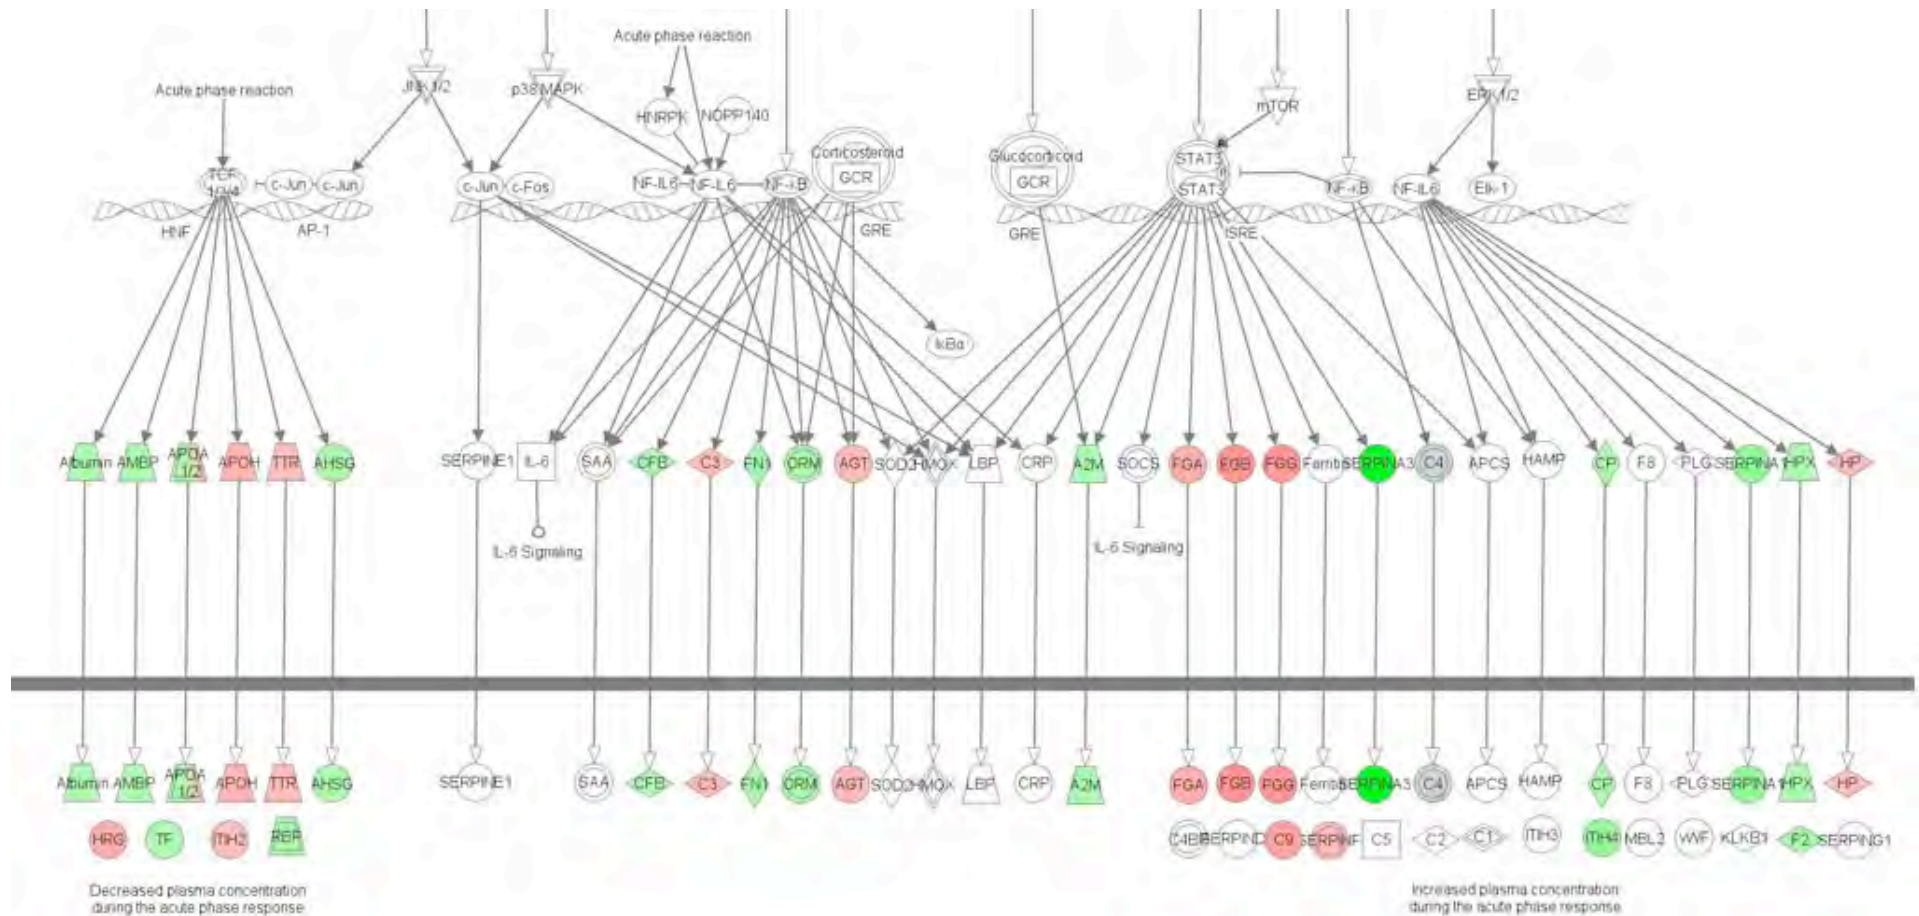 Acute phase reaction
Acute phase reaction
JNK1/2
p38 MAPK
HNRPK
NOPP140
mTOR
ERK1/2
TCF
1/3/4
c-Jun
c-Jun
c-Jun
c-Fos
NF-IL6
NF-IL6
NF-κB
Corticosteroid
GCR
Glucocorticoid
GCR
STAT3
STAT3
NF-κB
NF-IL6
Elk-1
HNF
AP-1
GRE
GRE
ISRE
IkBα
Albumin
AMBP
APOA
1/2
APOH
TTR
AHSG
SERPINE1
IL-6
SAA
CFB
C3
FN1
ORM
AGT
SOD2
HMOX
LBP
CRP
A2M
SOCS
FGA
FGB
FGG
Ferritin
SERPINA3
C4
APCS
HAMP
CP
F8
PLG
SERPINA1
HPX
HP
IL-6 Signaling
IL-6 Signaling
Albumin
AMBP
APOA
1/2
APOH
TTR
AHSG
SERPINE1
SAA
CFB
C3
FN1
ORM
AGT
SOD2
HMOX
LBP
CRP
A2M
FGA
FGB
FGG
Ferritin
SERPINA3
C4
APCS
HAMP
CP
F8
PLG
SERPINA1
HPX
HP
HRG
TF
ITIH2
RBP
SERPIND
C9
SERPINF
C5
C2
C1
ITIH3
ITIH4
MBL2
VWF
KLKB1
F2
SERPING1
Decreased plasma concentration
during the acute phase response
Increased plasma concentration
during the acute phase response